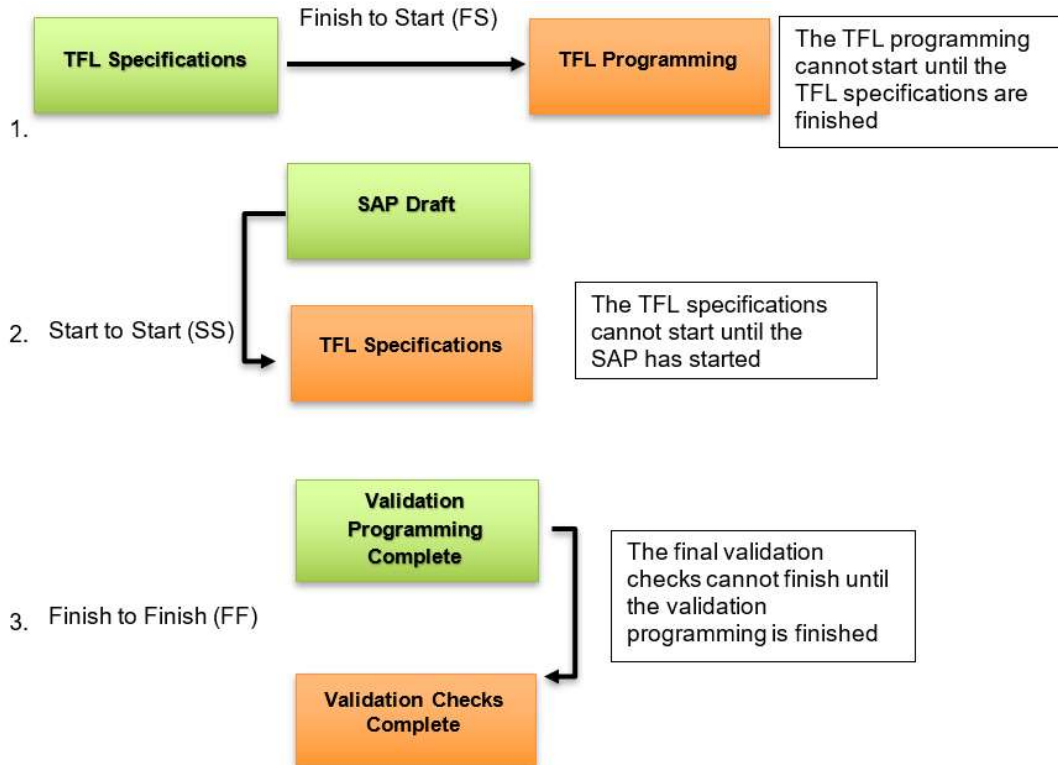 Finish to Start (FS)
TFL Specifications
TFL Programming
The TFL programming
cannot start until the
TFL specifications are
finished
1.
SAP Draft
2. Start to Start (SS)
TFL Specifications
The TFL specifications
cannot start until the
SAP has started
Validation
Programming
Complete
3. Finish to Finish (FF)
The final validation
checks cannot finish until
the validation
programming is finished
Validation Checks
Complete